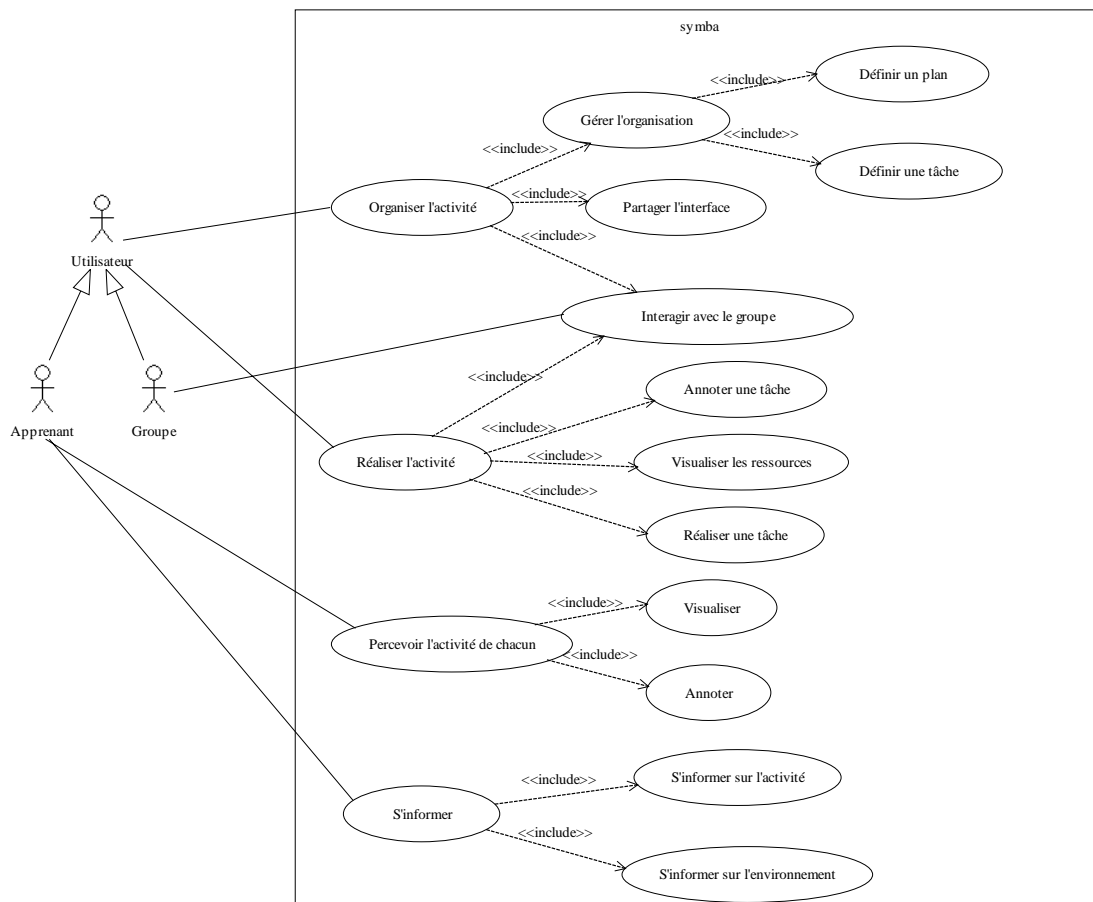 symba
<<include>>
Définir un plan
Gérer l'organisation
<<include>>
<<include>>
Définir une tâche
<<include>>
Organiser l'activité
Partager l'interface
<<include>>
Utilisateur
Interagir avec le groupe
<<include>>
Annoter une tâche
Apprenant
Groupe
<<include>>
Réaliser l'activité
<<include>>
Visualiser les ressources
<<include>>
Réaliser une tâche
<<include>>
Visualiser
Percevoir l'activité de chacun
<<include>>
Annoter
<<include>>
S'informer sur l'activité
S'informer
<<include>>
S'informer sur l'environnement